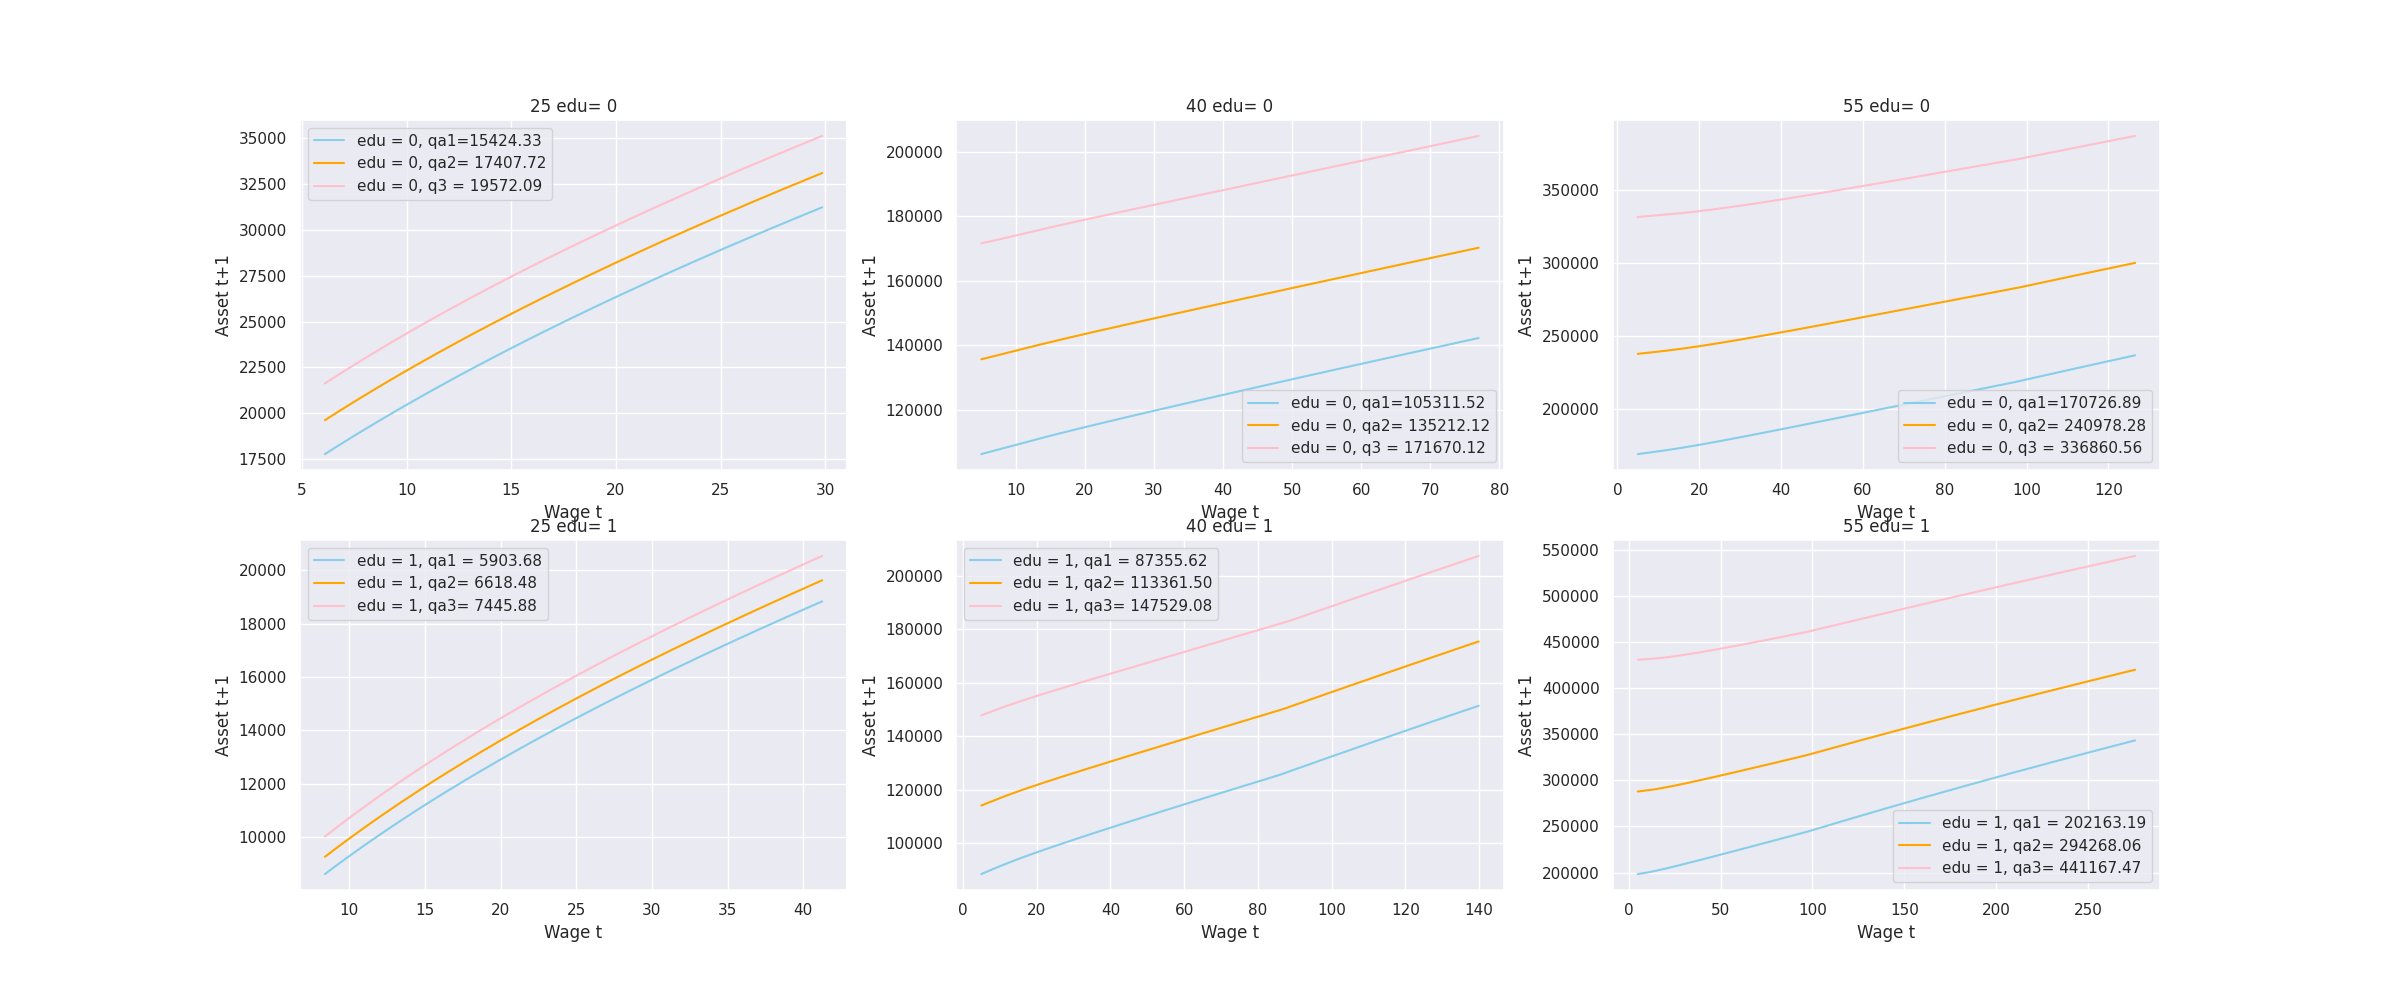 25 edu= 0
35000
32500
30000
27500
25000
22500
20000
17500
Asset t+1
edu = 0, qa1=15424.33
edu = 0, qa2= 17407.72
edu = 0, q3 = 19572.09
5 10 15 20 25 30
Wage t
40 edu= 0
200000
180000
160000
140000
120000
Asset t+1
edu = 0, qa1=105311.52
edu = 0, qa2= 135212.12
edu = 0, q3 = 171670.12
10 20 30 40 50 60 70 80
Wage t
55 edu= 0
350000
300000
250000
200000
Asset t+1
edu = 0, qa1=170726.89
edu = 0, qa2= 240978.28
edu = 0, q3 = 336860.56
0 20 40 60 80 100 120
Wage t
25 edu= 1
20000
18000
16000
14000
12000
10000
Asset t+1
edu = 1, qa1 = 5903.68
edu = 1, qa2= 6618.48
edu = 1, qa3= 7445.88
10 15 20 25 30 35 40
Wage t
40 edu= 1
200000
180000
160000
140000
120000
100000
Asset t+1
edu = 1, qa1 = 87355.62
edu = 1, qa2= 113361.50
edu = 1, qa3= 147529.08
0 20 40 60 80 100 120 140
Wage t
55 edu= 1
550000
500000
450000
400000
350000
300000
250000
200000
Asset t+1
edu = 1, qa1 = 202163.19
edu = 1, qa2= 294268.06
edu = 1, qa3= 441167.47
0 50 100 150 200 250
Wage t